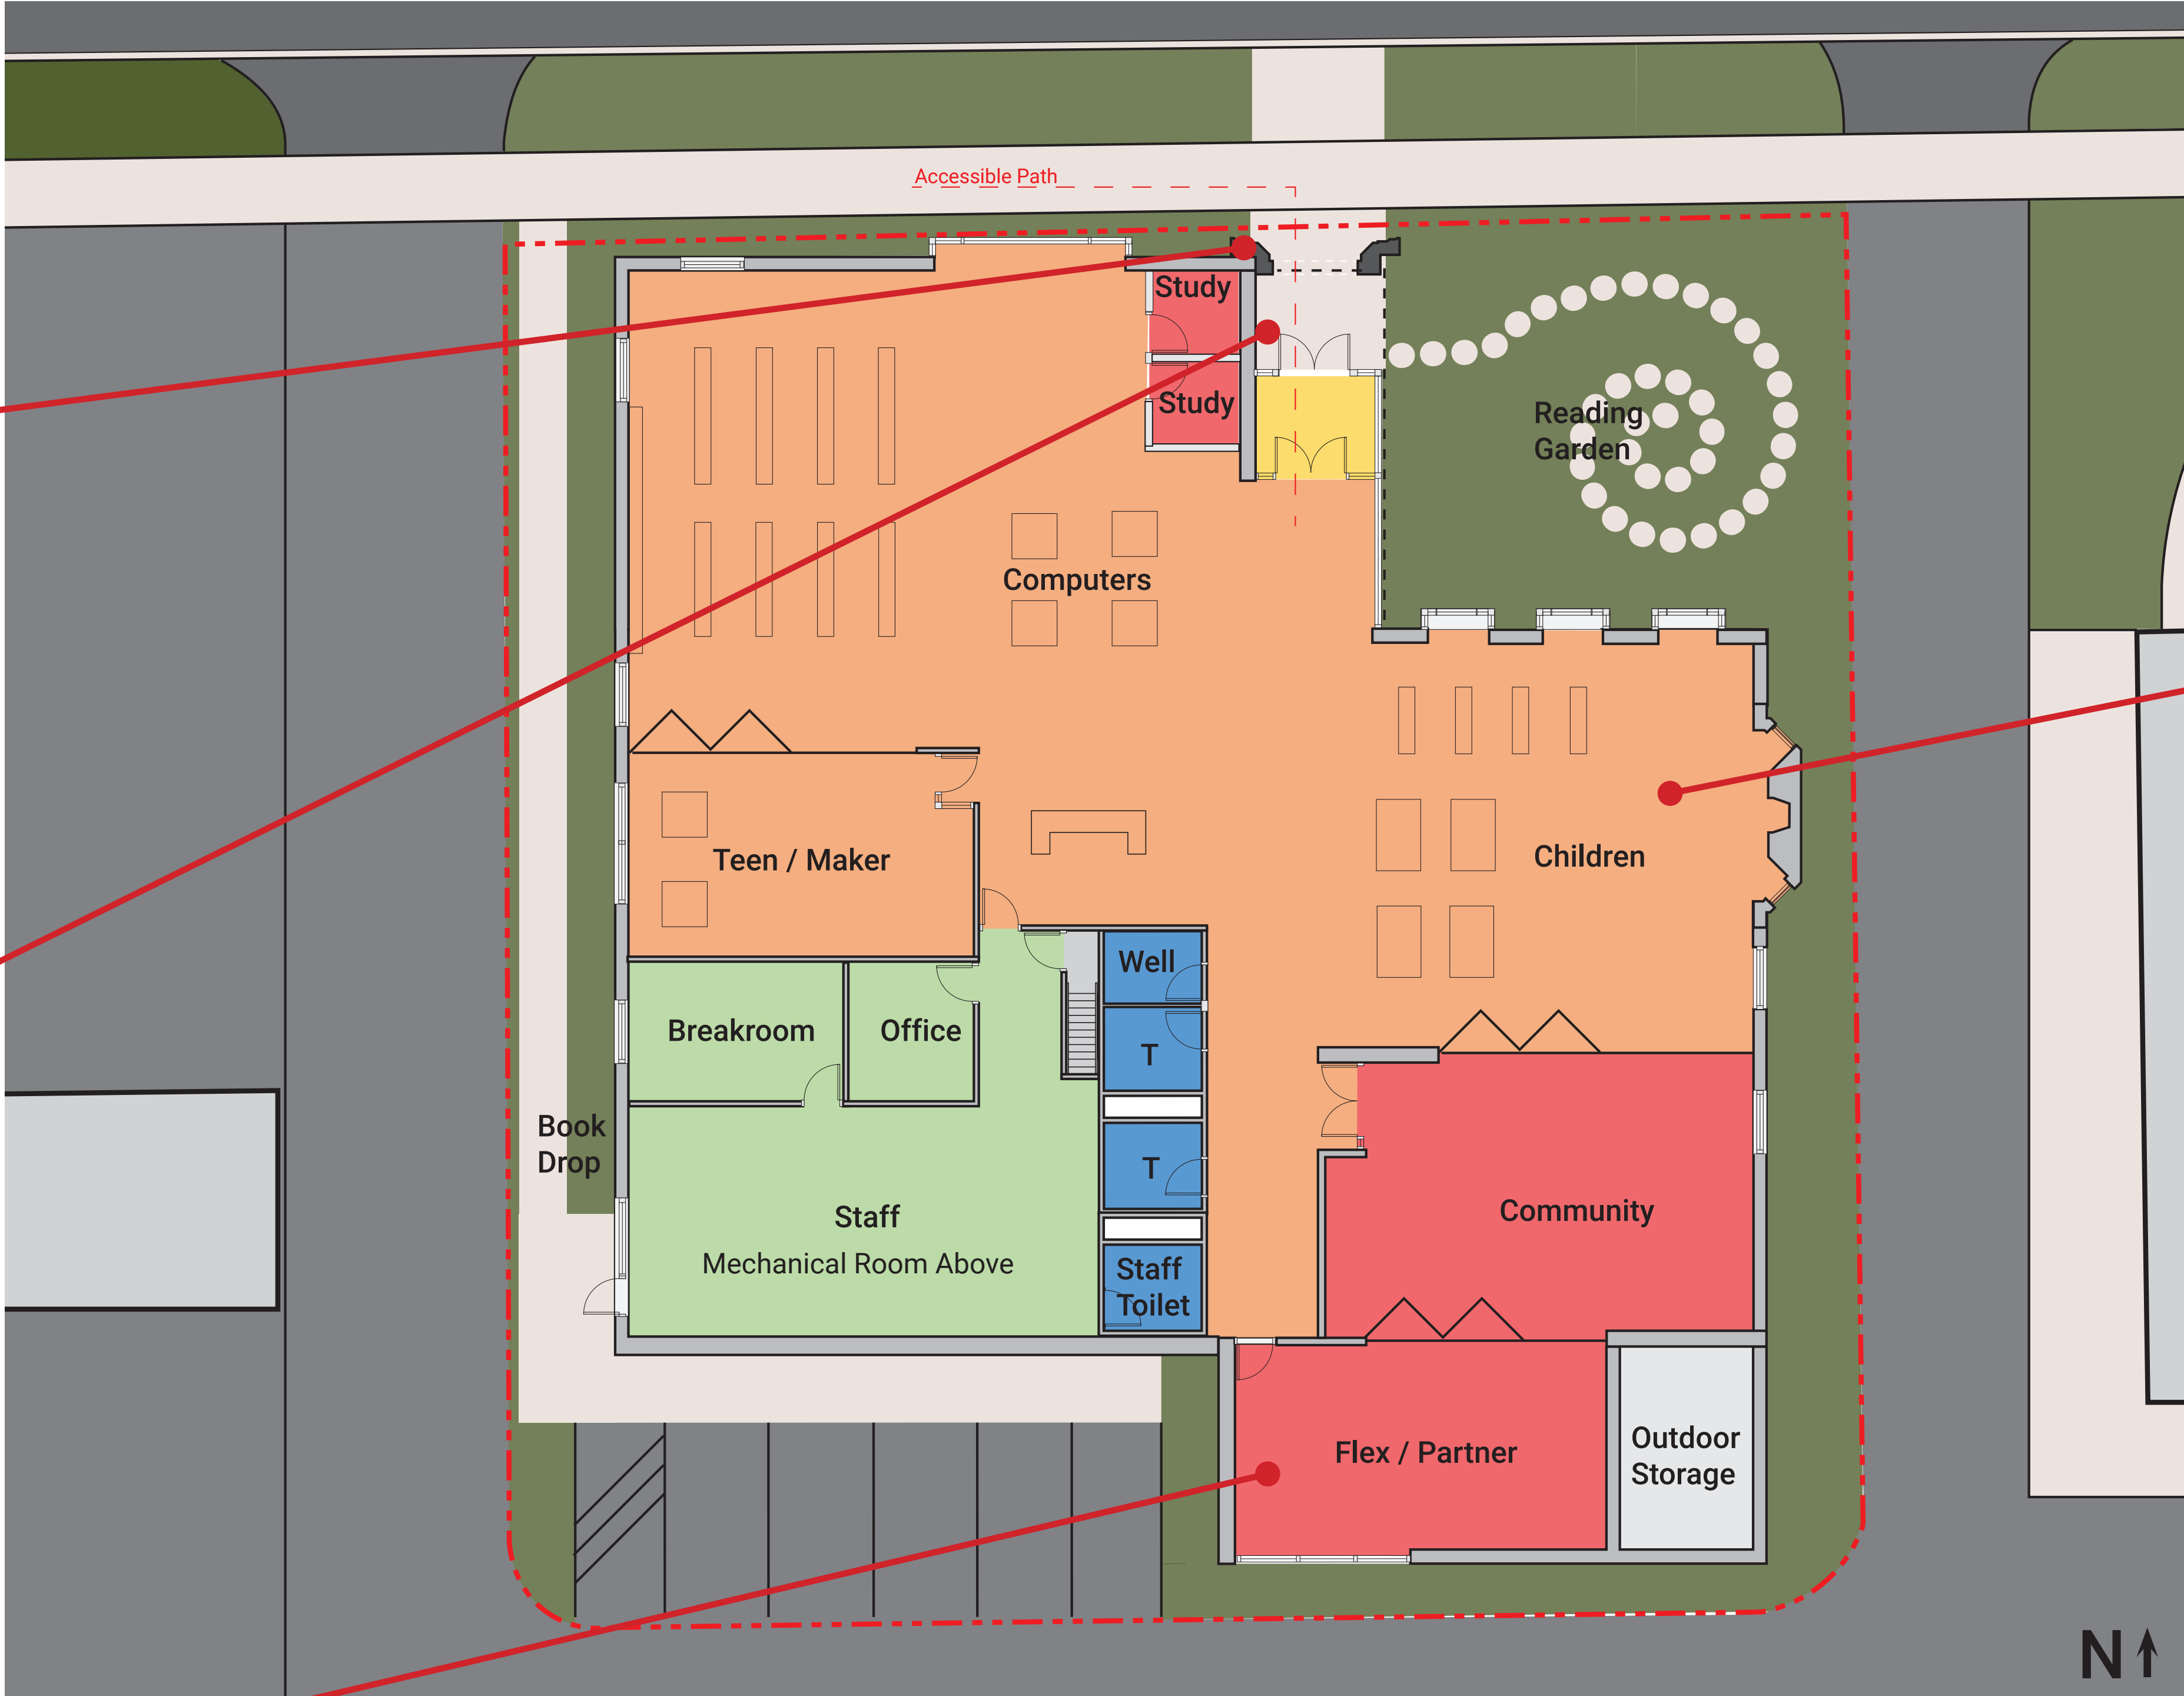 Accessible Path
Study
Study
Reading
Garden
Computers
Teen / Maker
Children
Well
Breakroom
Office
T
Book
Drop
T
Staff
Mechanical Room Above
Community
Staff
Toilet
Flex / Partner
Outdoor
Storage
N